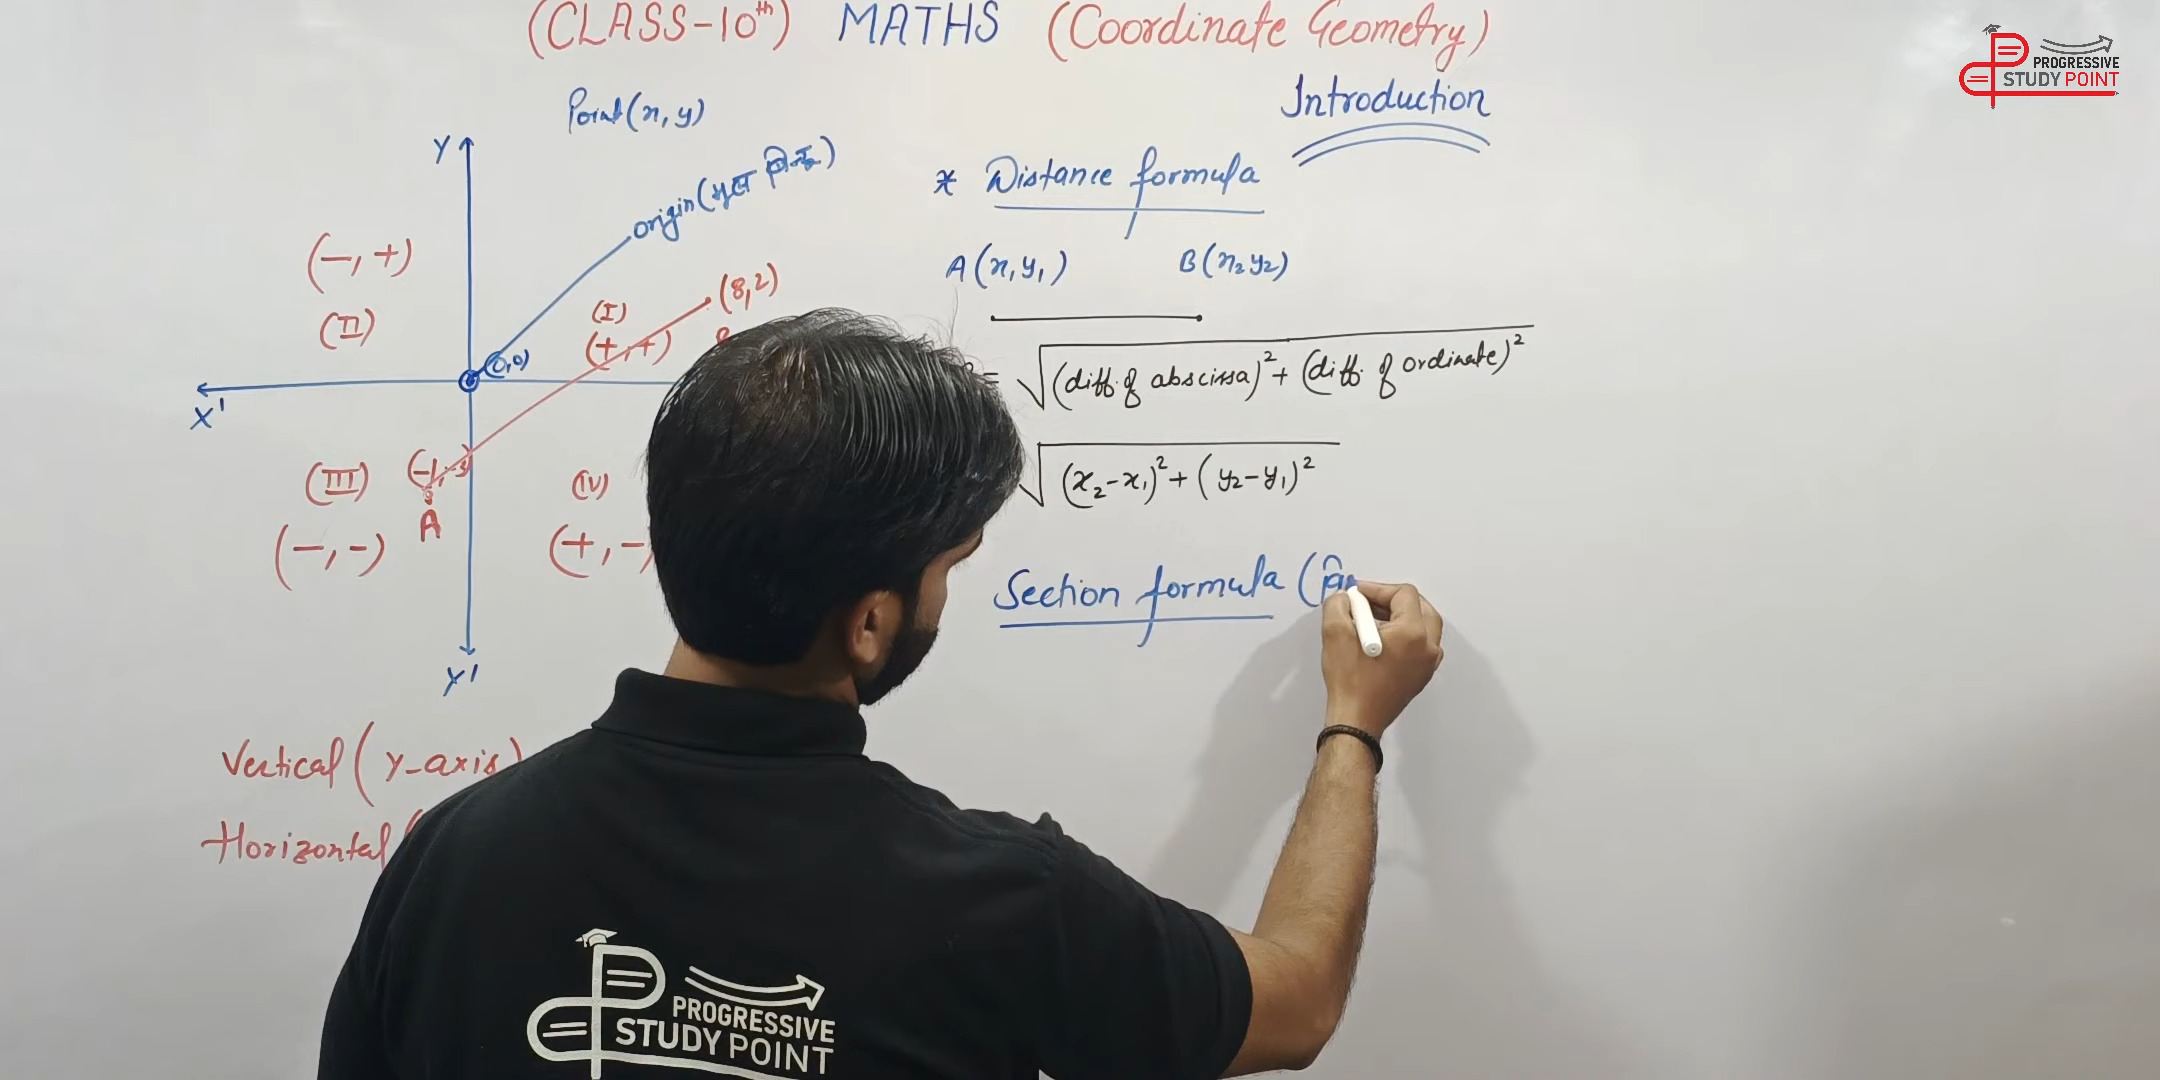 (CLASS-10th) MATHS (Coordinate Geometry)
PROGRESSIVE
STUDY POINT
Introduction
Point (x, y)
Y
origin (मूल बिन्दु)
* Distance formula
(-, +)
(II)
A (x, y₁) B (x₂ y₂)
(8,2)
(I)
(+, +)
(0,0)
= √(diff. of abscissa)² + (diff. of ordinate)²
X'
√(x₂-x₁)² + (y₂-y₁)²
(III)
(-1,-3)
A
(IV)
(-, -)
(+, -)
Section formula (
Y'
Vertical (y-axis)
Horizontal (
PROGRESSIVE
STUDY POINT